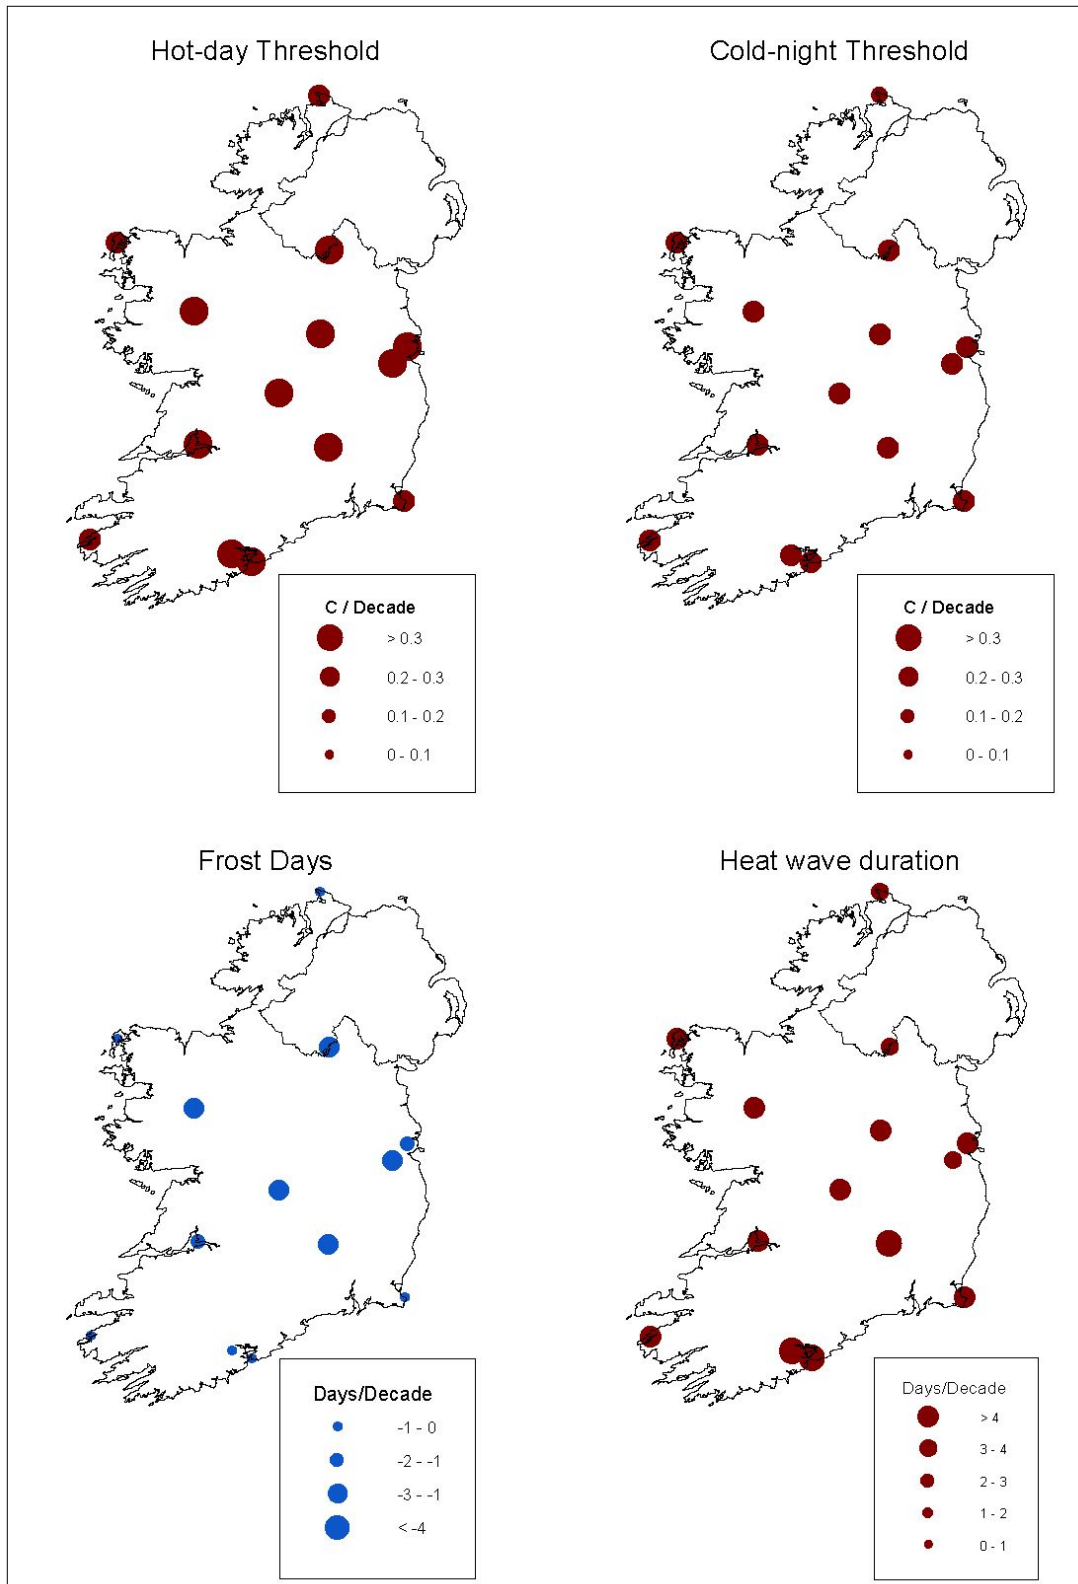 Hot-day Threshold
Cold-night Threshold
C / Decade
> 0.3
0.2 - 0.3
0.1 - 0.2
0 - 0.1
C / Decade
> 0.3
0.2 - 0.3
0.1 - 0.2
0 - 0.1
Frost Days
Heat wave duration
Days/Decade
-1 - 0
-2 - -1
-3 - -1
< -4
Days/Decade
> 4
3 - 4
2 - 3
1 - 2
0 - 1